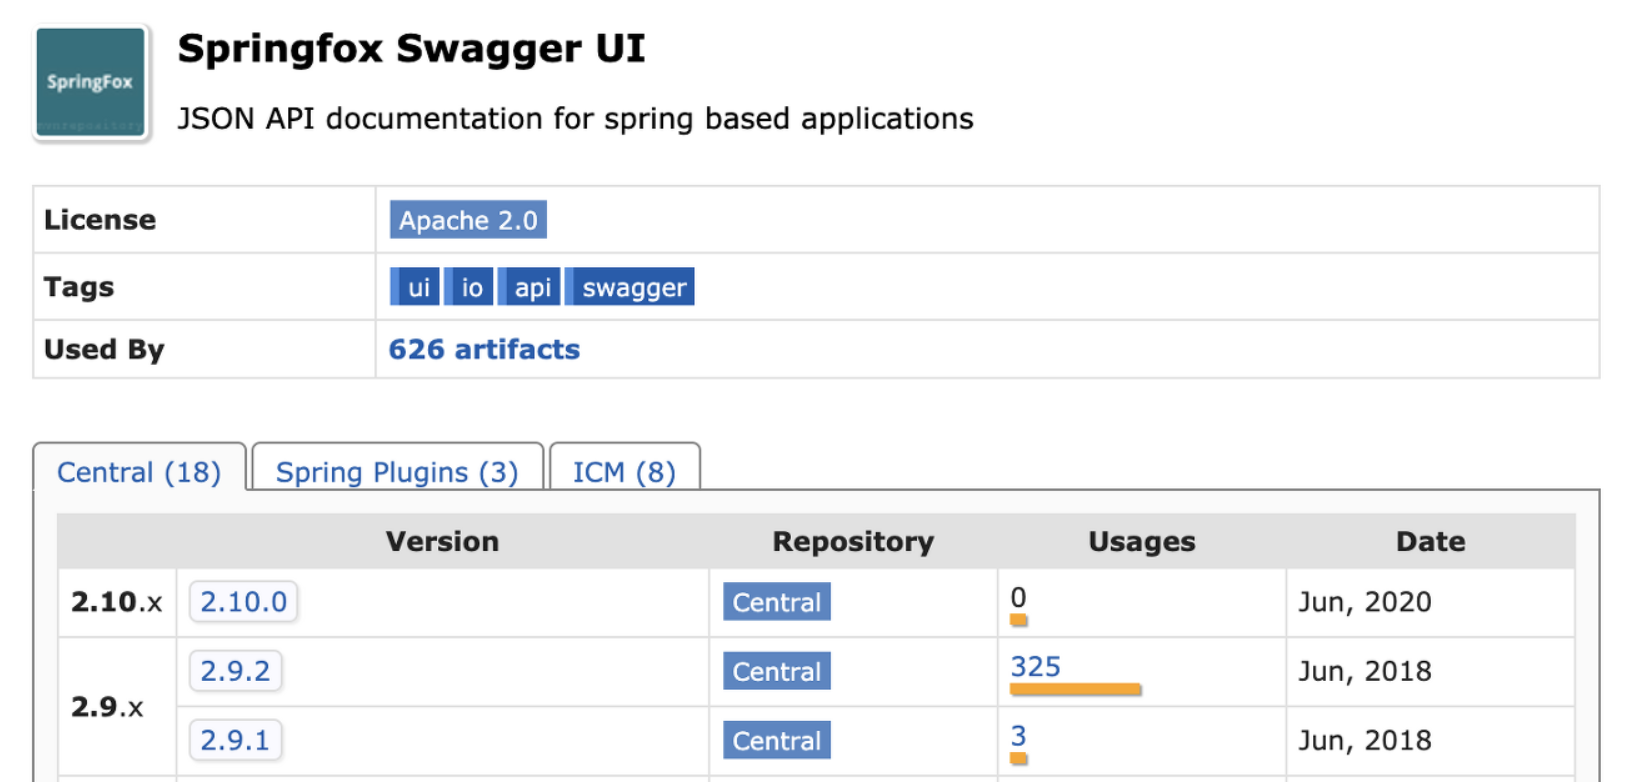 SpringFox
mvnrepository
Springfox Swagger UI
JSON API documentation for spring based applications
License Apache 2.0
Tags ui io api swagger
Used By 626 artifacts
Central (18) Spring Plugins (3) ICM (8)
Version Repository Usages Date
2.10.x 2.10.0 Central 0 Jun, 2020
2.9.x
2.9.2 Central 325 Jun, 2018
2.9.1 Central 3 Jun, 2018